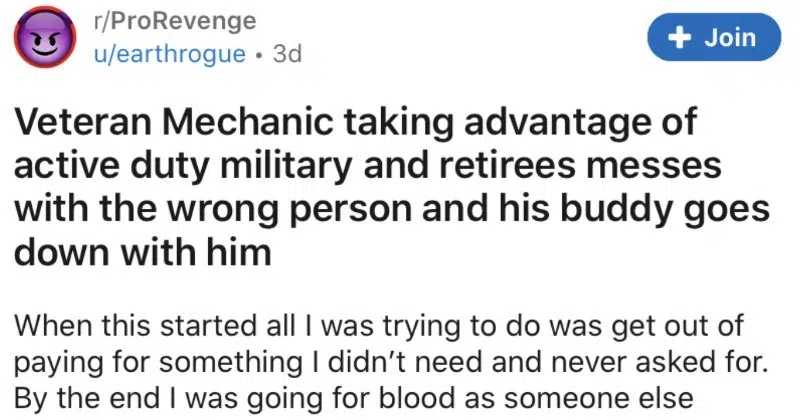 r/ProRevenge
u/earthrogue • 3d
+ Join
Veteran Mechanic taking advantage of
active duty military and retirees messes
with the wrong person and his buddy goes
down with him
When this started all I was trying to do was get out of
paying for something I didn’t need and never asked for.
By the end I was going for blood as someone else